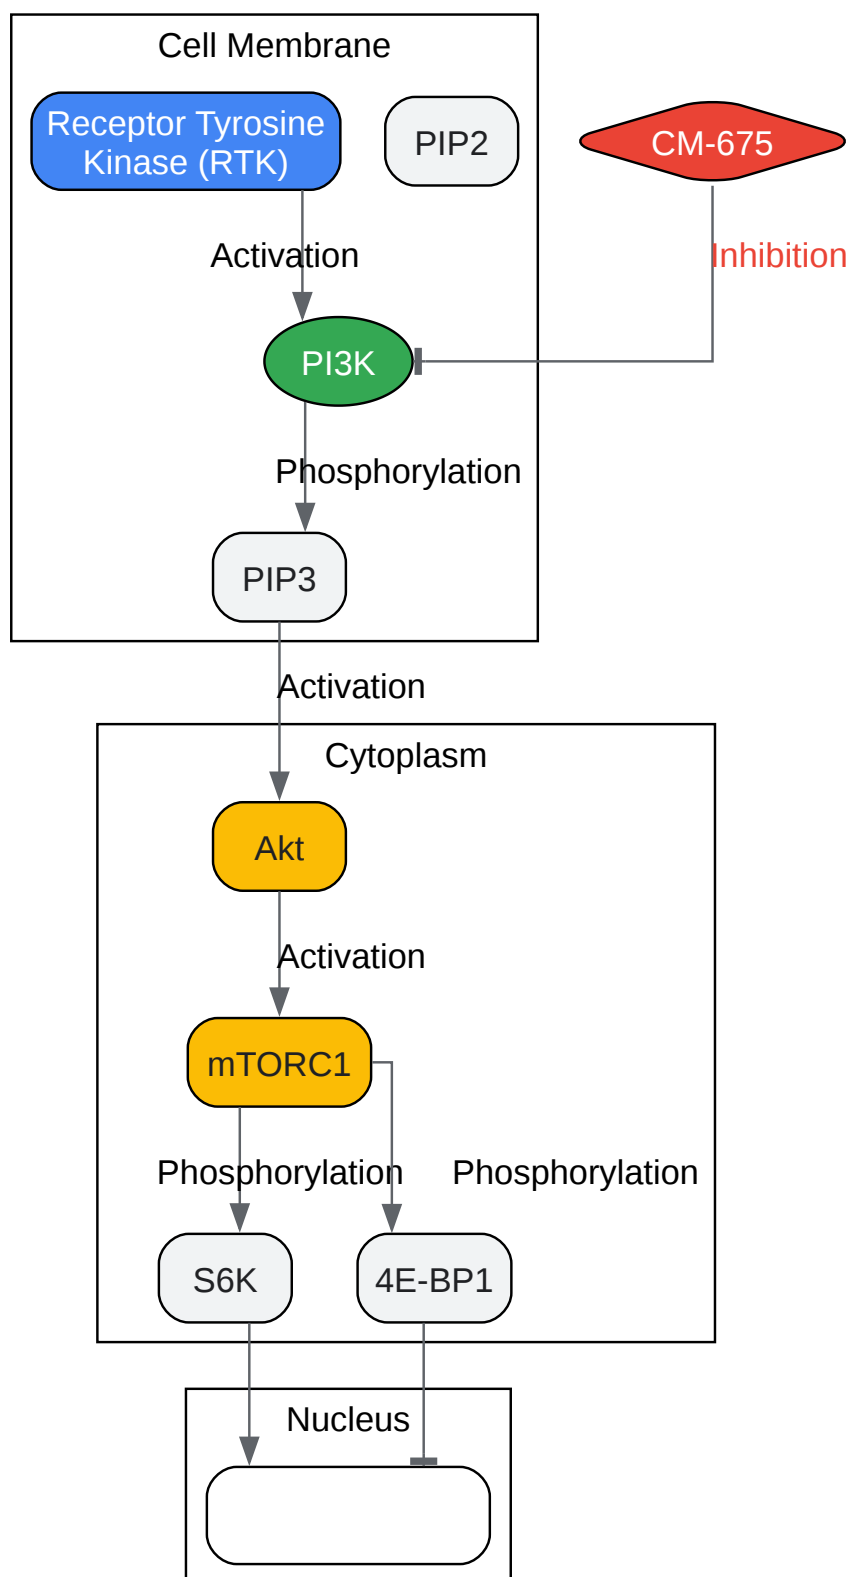 Cell Membrane
Receptor Tyrosine
Kinase (RTK)
PIP2
CM-675
Activation
Inhibition
PI3K
Phosphorylation
PIP3
Activation
Cytoplasm
Akt
Activation
mTORC1
Phosphorylation
Phosphorylation
S6K
4E-BP1
Nucleus